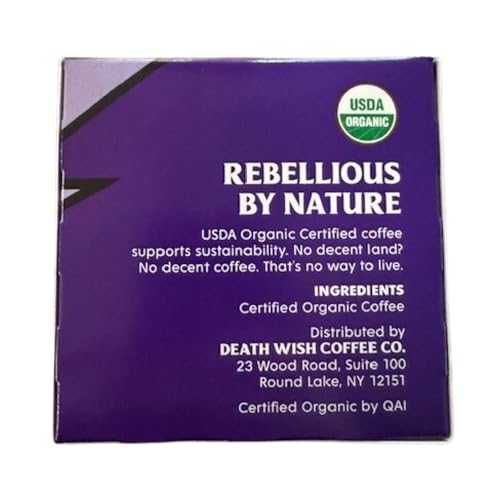 USDA
ORGANIC
REBELLIOUS
BY NATURE
USDA Organic Certified coffee
supports sustainability. No decent land?
No decent coffee. That's no way to live.
INGREDIENTS
Certified Organic Coffee
Distributed by
DEATH WISH COFFEE CO.
23 Wood Road, Suite 100
Round Lake, NY 12151
Certified Organic by QAI